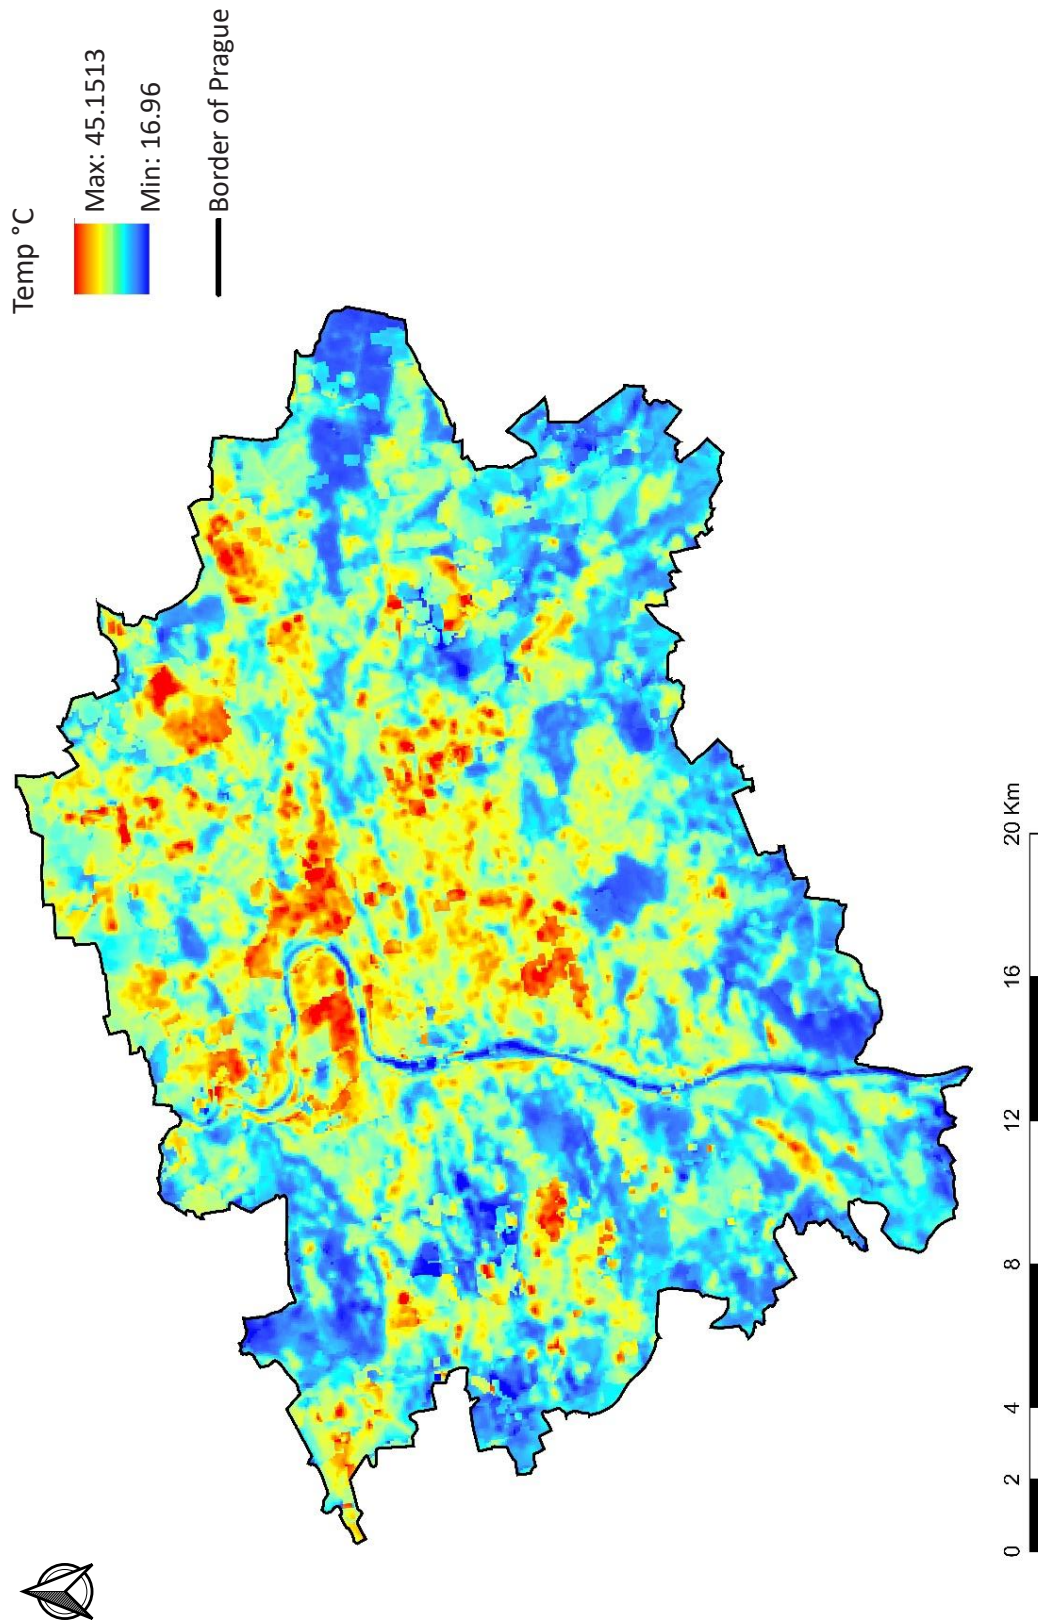 Temp °C
Max: 45.1513
Min: 16.96
Border of Prague
0 2 4 8 12 16 20 Km